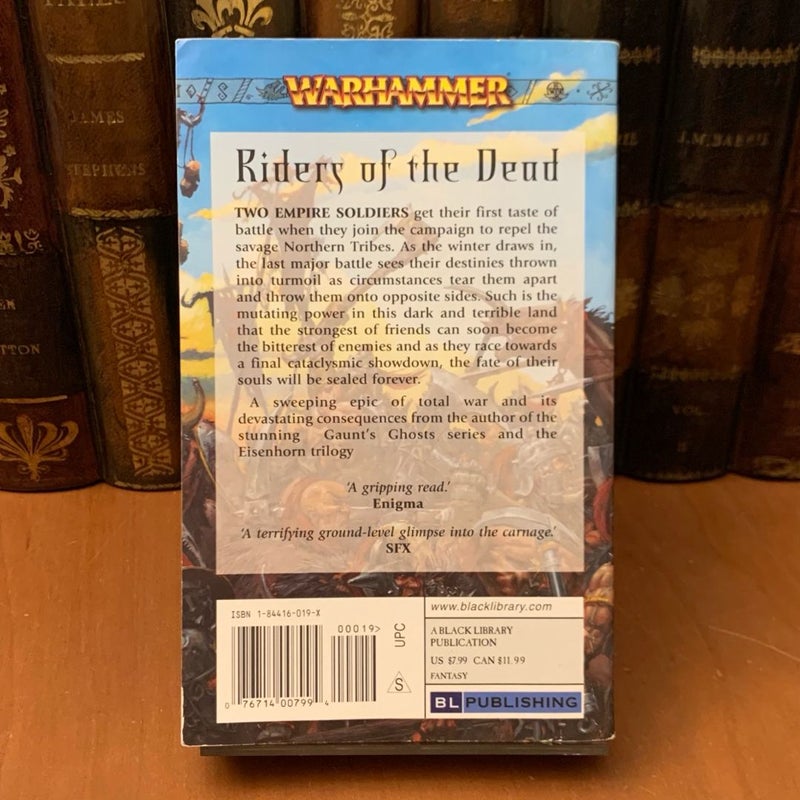 JAMES
STEPHENS
J.M. BARRIE
VOL
WARHAMMER
Riders of the Dead
TWO EMPIRE SOLDIERS get their first taste of
battle when they join the campaign to repel the
savage Northern Tribes. As the winter draws in,
the last major battle sees their destinies thrown
into turmoil as circumstances tear them apart
and throw them onto opposite sides. Such is the
mutating power in this dark and terrible land
that the strongest of friends can soon become
the bitterest of enemies and as they race towards
a final cataclysmic showdown, the fate of their
souls will be sealed forever.
A sweeping epic of total war and its
devastating consequences from the author of the
stunning Gaunt's Ghosts series and the
Eisenhorn trilogy
'A gripping read.'
Enigma
'A terrifying ground-level glimpse into the carnage.'
SFX
ISBN 1-84416-019-X
00019>
UPC
S
0 76714 00799 4
www.blacklibrary.com
A BLACK LIBRARY
PUBLICATION
US $7.99 CAN $11.99
FANTASY
BL PUBLISHING